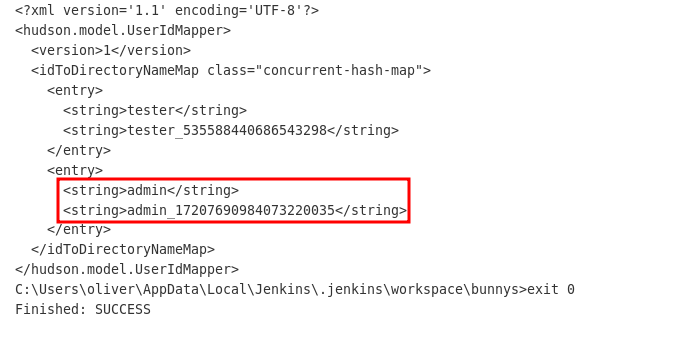 <?xml version='1.1' encoding='UTF-8'?>
<hudson.model.UserIdMapper>
<version>1</version>
<idToDirectoryNameMap class="concurrent-hash-map">
<entry>
<string>tester</string>
<string>tester_535588440686543298</string>
</entry>
<entry>
<string>admin</string>
<string>admin_17207690984073220035</string>
</entry>
</idToDirectoryNameMap>
</hudson.model.UserIdMapper>
C:\Users\oliver\AppData\Local\Jenkins\.jenkins\workspace\bunnys>exit 0
Finished: SUCCESS